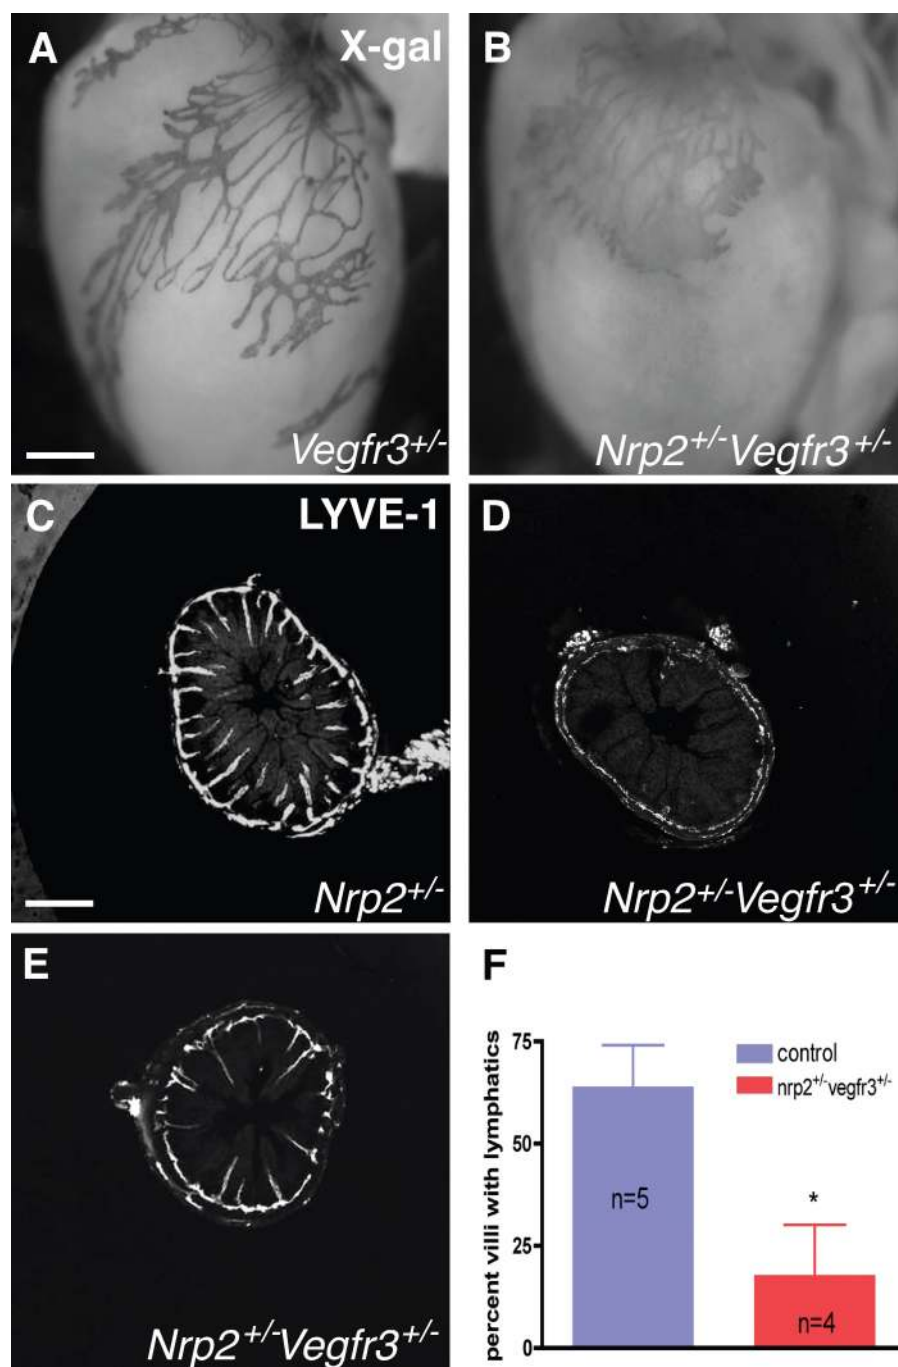 A
X-gal
Vegfr3+/-
B
Nrp2+/-Vegfr3+/-
C
LYVE-1
Nrp2+/-
D
Nrp2+/-Vegfr3+/-
E
Nrp2+/-Vegfr3+/-
F
percent villi with lymphatics
75
50
25
0
control
nrp2+/-vegfr3+/-
n=5
*
n=4